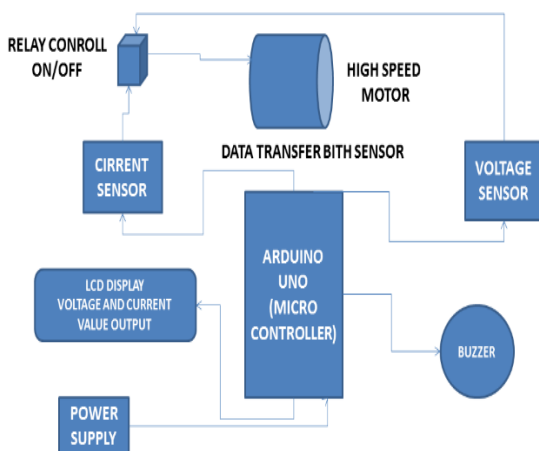 RELAY CONROLL
ON/OFF
HIGH SPEED
MOTOR
DATA TRANSFER BITH SENSOR
CIRRENT
SENSOR
VOLTAGE
SENSOR
ARDUINO
UNO
(MICRO
CONTROLLER)
LCD DISPLAY
VOLTAGE AND CURRENT
VALUE OUTPUT
BUZZER
POWER
SUPPLY